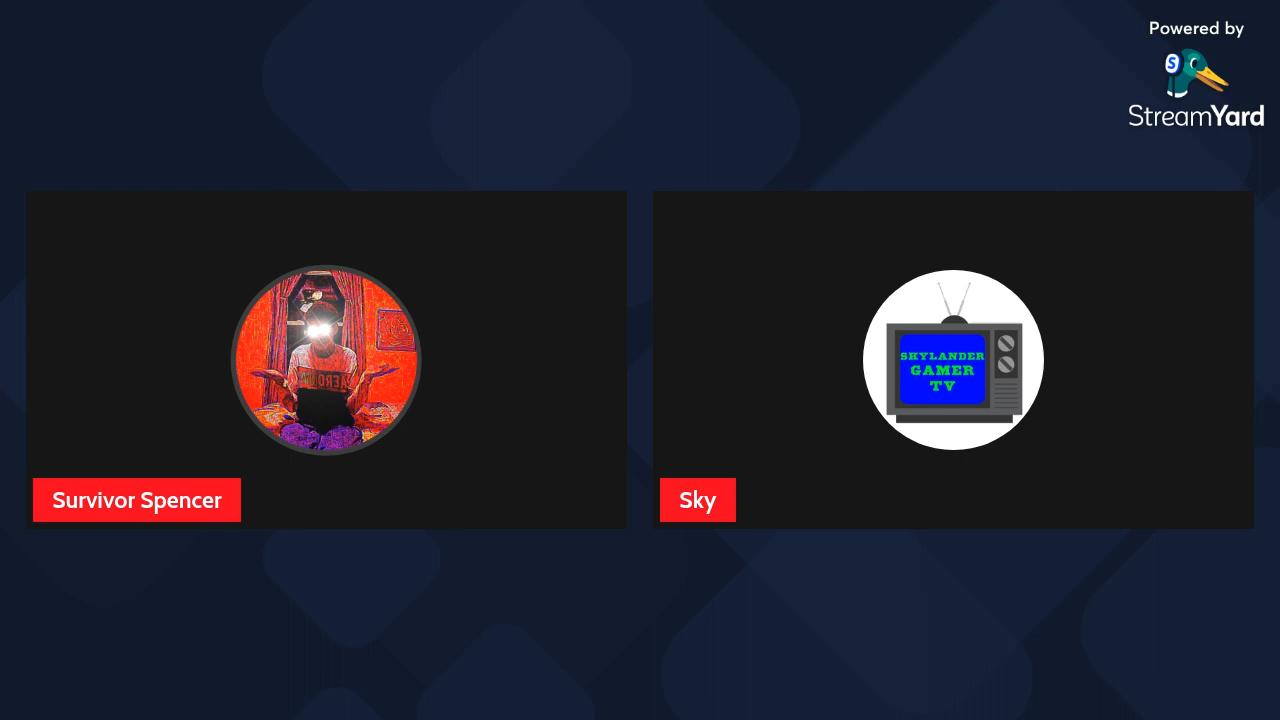 Powered by
S
StreamYard
SKYLANDER
GAMER
TV
Survivor Spencer
Sky